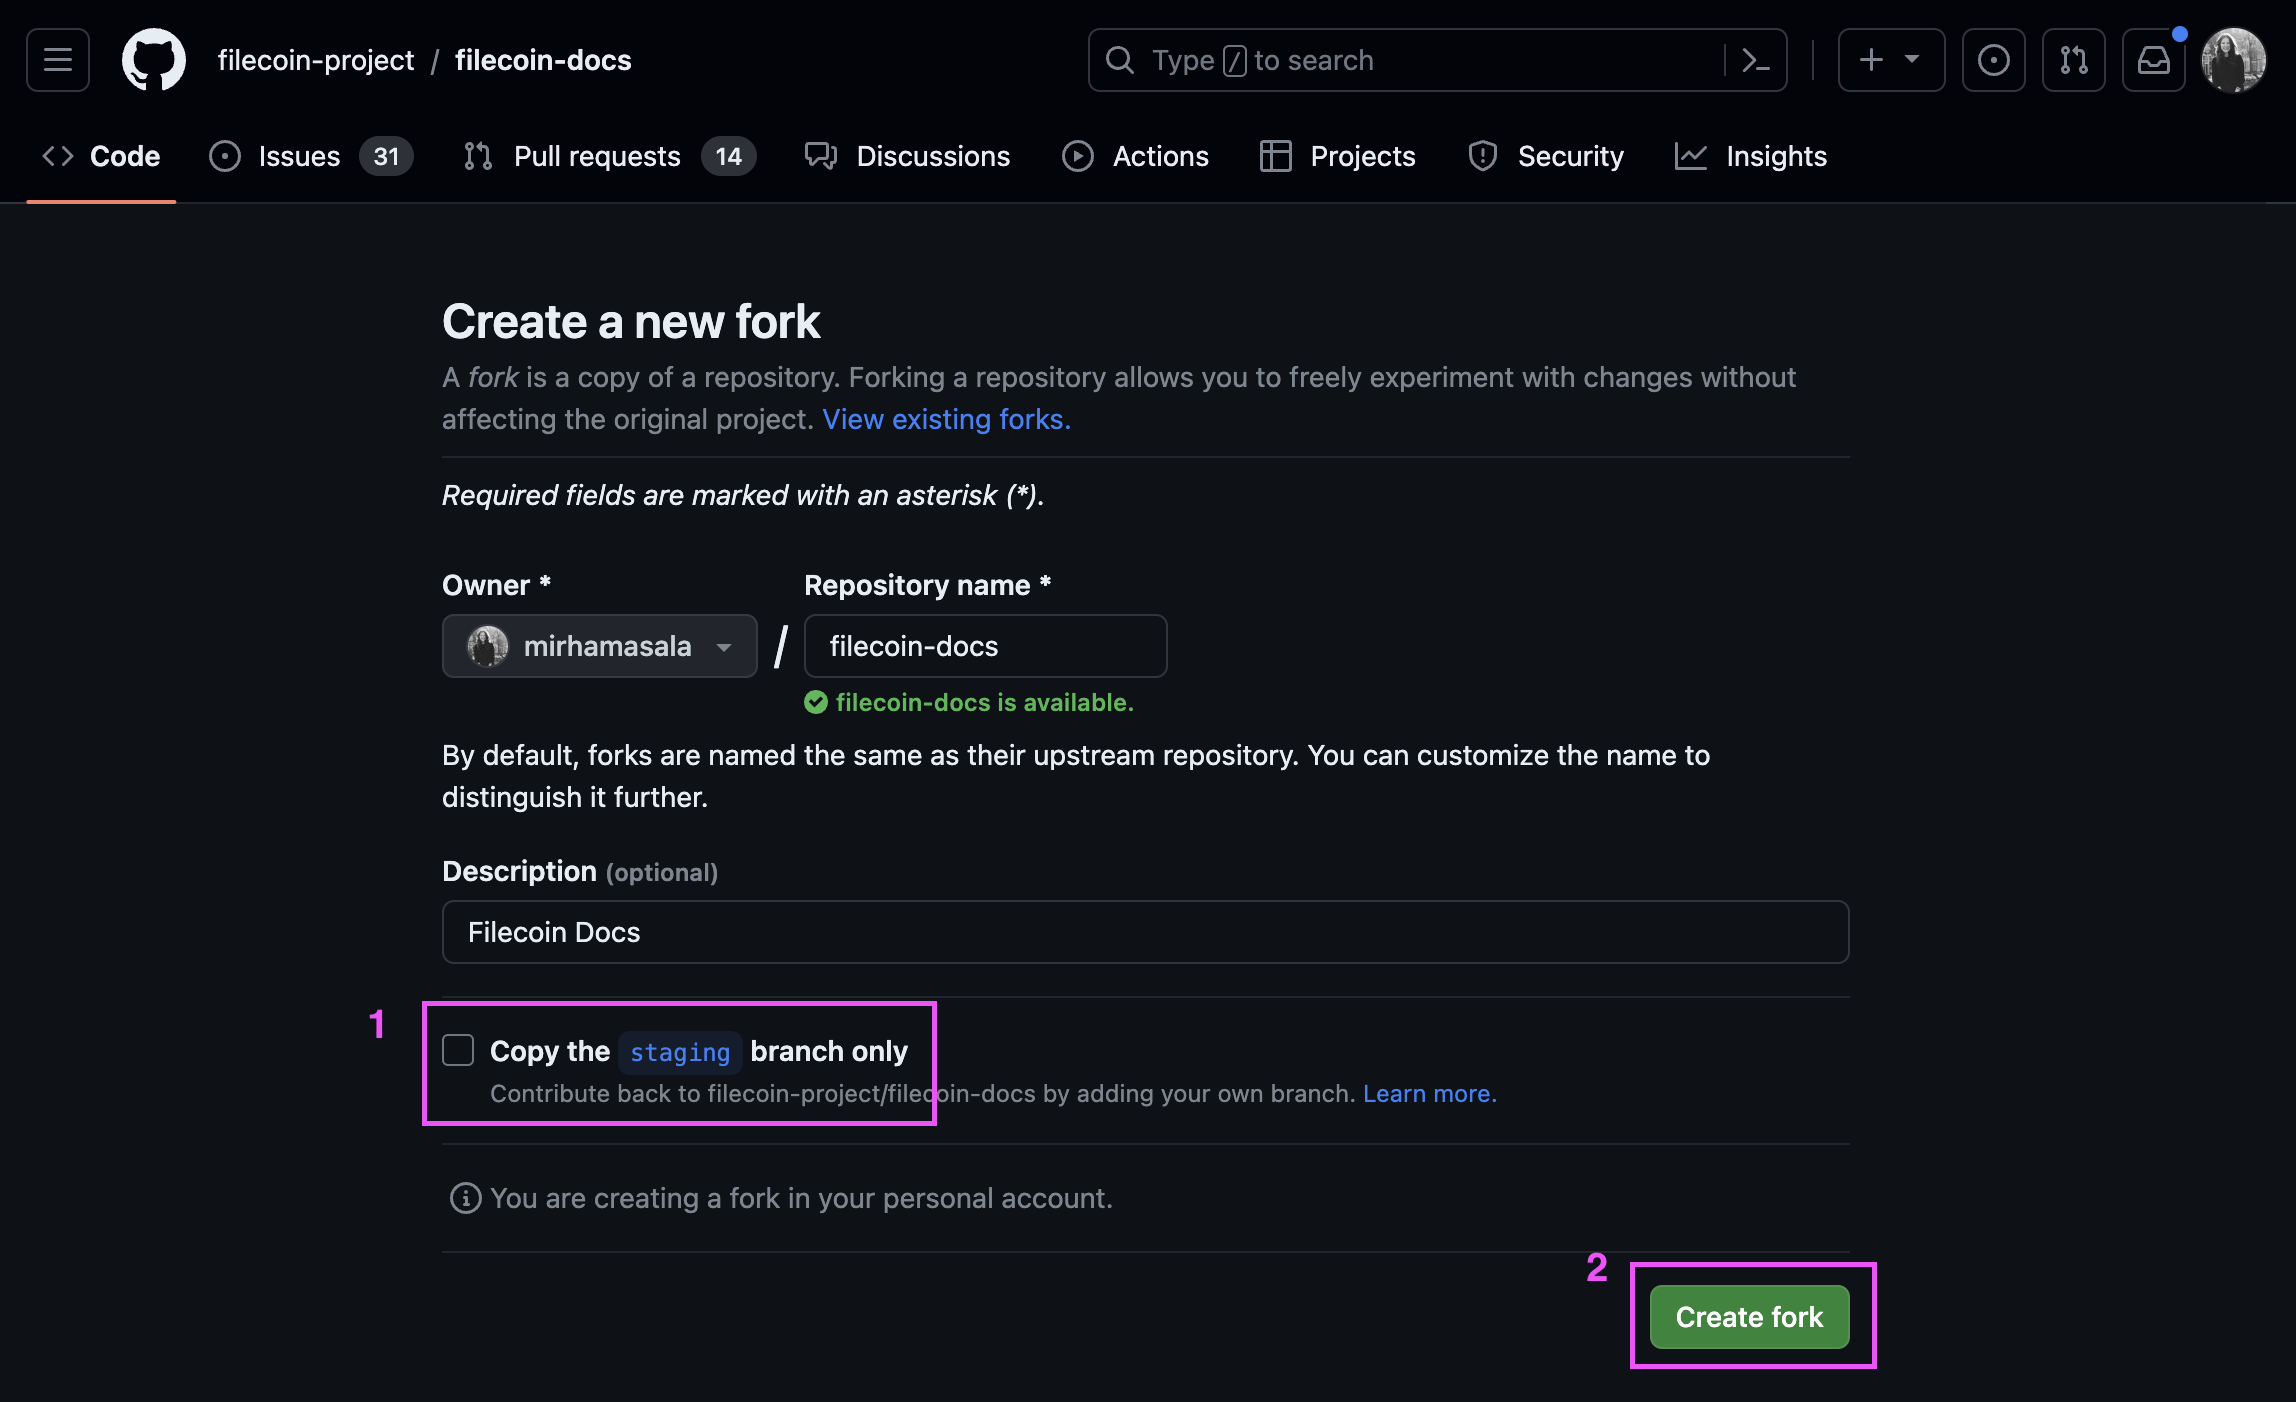 filecoin-project / filecoin-docs
Type / to search
Code
Issues 31
Pull requests 14
Discussions
Actions
Projects
Security
Insights
Create a new fork
A fork is a copy of a repository. Forking a repository allows you to freely experiment with changes without
affecting the original project. View existing forks.
Required fields are marked with an asterisk (*).
Owner *
Repository name *
mirhamasala / filecoin-docs
filecoin-docs is available.
By default, forks are named the same as their upstream repository. You can customize the name to
distinguish it further.
Description (optional)
Filecoin Docs
1
Copy the staging branch only
Contribute back to filecoin-project/filecoin-docs by adding your own branch. Learn more.
You are creating a fork in your personal account.
2
Create fork